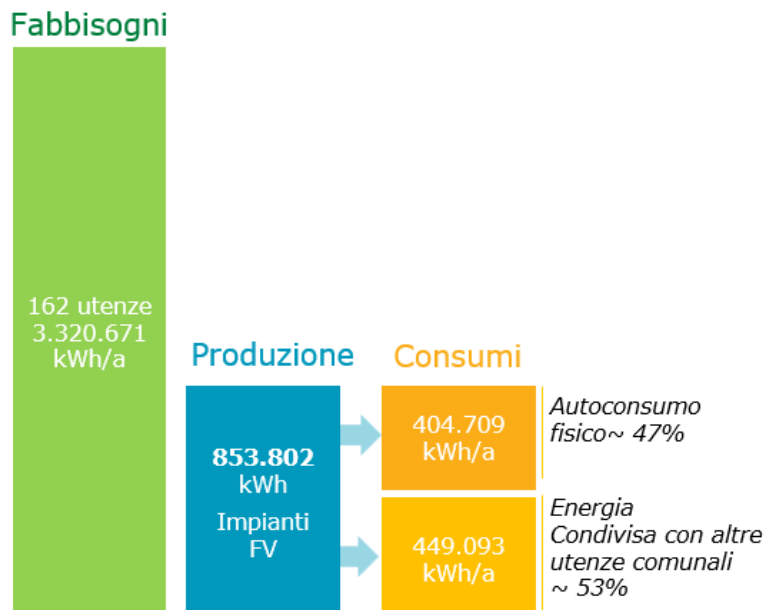 Fabbisogni
162 utenze
3.320.671
kWh/a
Produzione
853.802
kWh
Impianti
FV
Consumi
404.709
kWh/a
449.093
kWh/a
Autoconsumo
fisico~ 47%
Energia
Condivisa con altre
utenze comunali
~ 53%